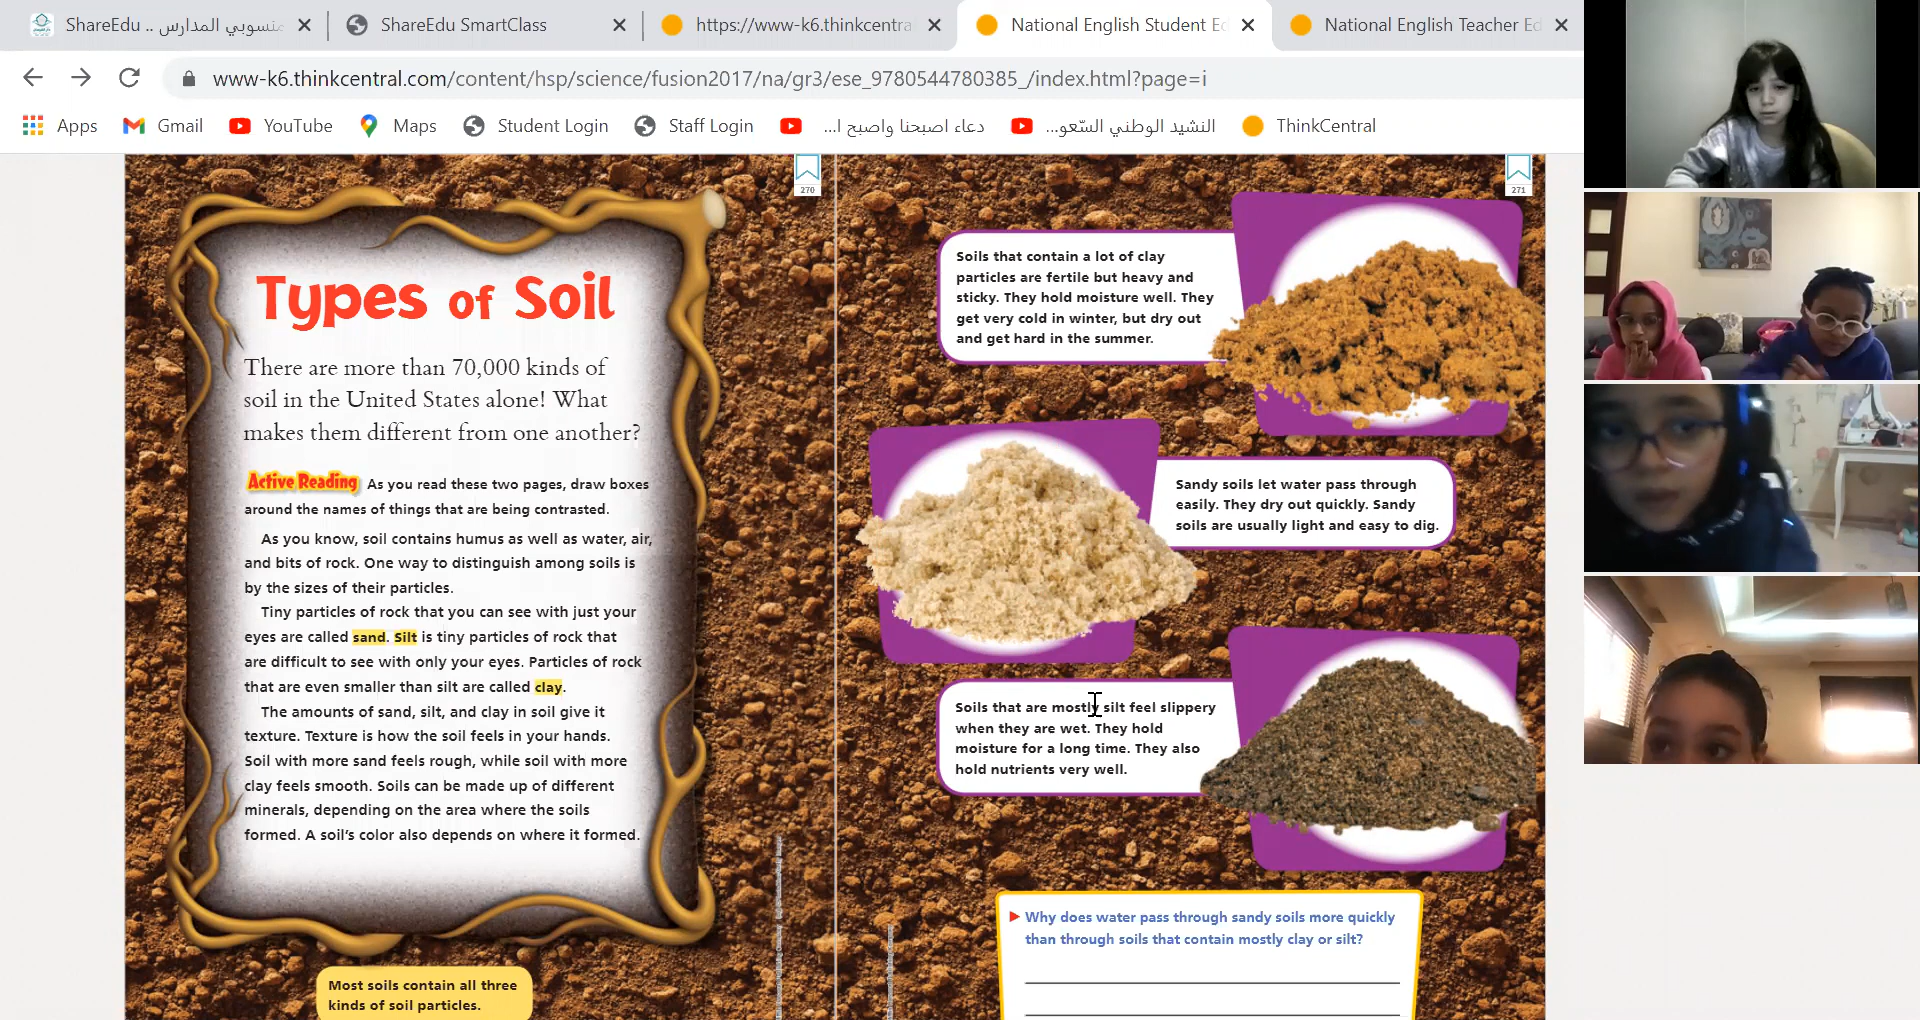 ShareEdu .. منسوبي المدارس
ShareEdu SmartClass
https://www-k6.thinkcentra
National English Student Ed
National English Teacher Ed
www-k6.thinkcentral.com/content/hsp/science/fusion2017/na/gr3/ese_9780544780385_/index.html?page=i
Apps
Gmail
YouTube
Maps
Student Login
Staff Login
دعاء اصبحنا واصبح ا...
النشيد الوطني السّعو...
ThinkCentral
270
Types of Soil
There are more than 70,000 kinds of
soil in the United States alone! What
makes them different from one another?
Active Reading As you read these two pages, draw boxes
around the names of things that are being contrasted.
As you know, soil contains humus as well as water, air,
and bits of rock. One way to distinguish among soils is
by the sizes of their particles.
Tiny particles of rock that you can see with just your
eyes are called sand. Silt is tiny particles of rock that
are difficult to see with only your eyes. Particles of rock
that are even smaller than silt are called clay.
The amounts of sand, silt, and clay in soil give it
texture. Texture is how the soil feels in your hands.
Soil with more sand feels rough, while soil with more
clay feels smooth. Soils can be made up of different
minerals, depending on the area where the soils
formed. A soil's color also depends on where it formed.
Most soils contain all three
kinds of soil particles.
271
Soils that contain a lot of clay
particles are fertile but heavy and
sticky. They hold moisture well. They
get very cold in winter, but dry out
and get hard in the summer.
Sandy soils let water pass through
easily. They dry out quickly. Sandy
soils are usually light and easy to dig.
Soils that are mostly silt feel slippery
when they are wet. They hold
moisture for a long time. They also
hold nutrients very well.
Why does water pass through sandy soils more quickly
than through soils that contain mostly clay or silt?